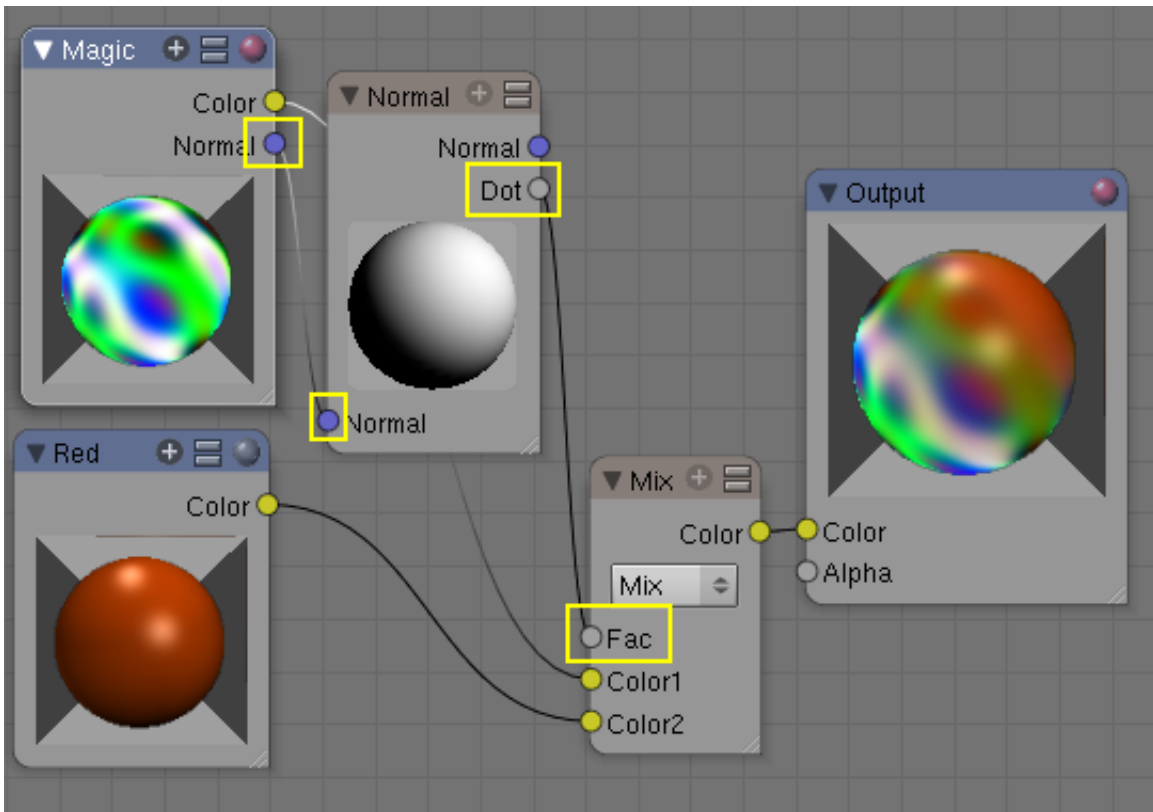 Magic
Color
Normal
Normal
Normal
Dot
Normal
Output
Color
Alpha
Red
Color
Mix
Color
Mix
Fac
Color1
Color2